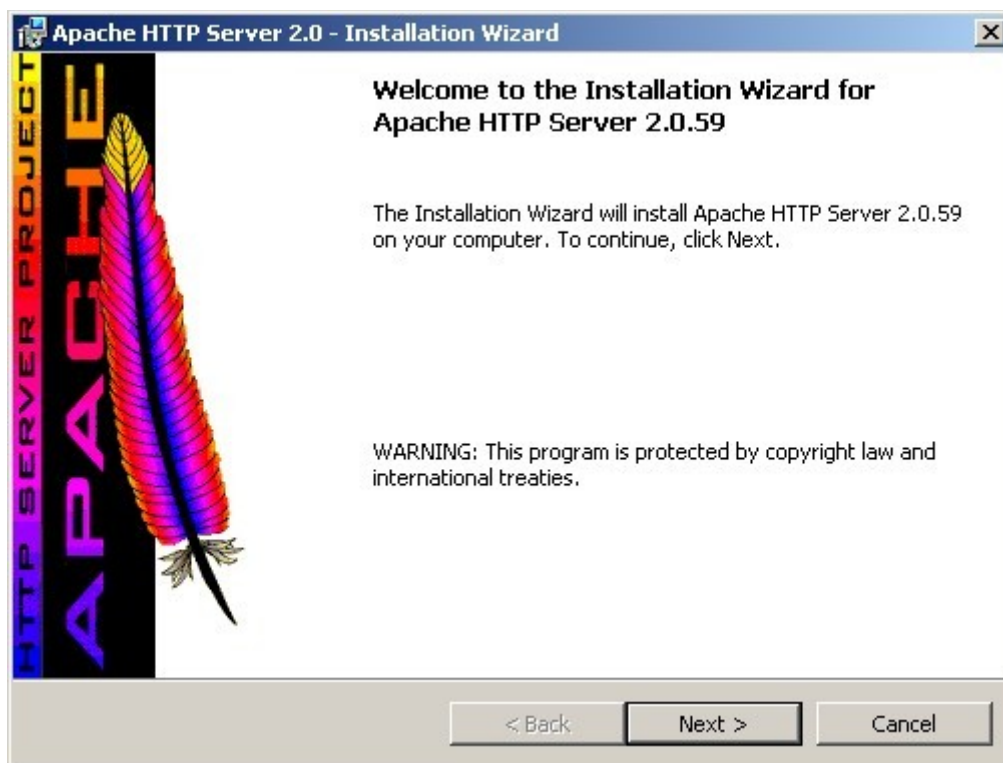 Apache HTTP Server 2.0 - Installation Wizard
HTTP SERVER PROJECT
APACHE
Welcome to the Installation Wizard for
Apache HTTP Server 2.0.59
The Installation Wizard will install Apache HTTP Server 2.0.59
on your computer. To continue, click Next.
WARNING: This program is protected by copyright law and
international treaties.
< Back
Next >
Cancel